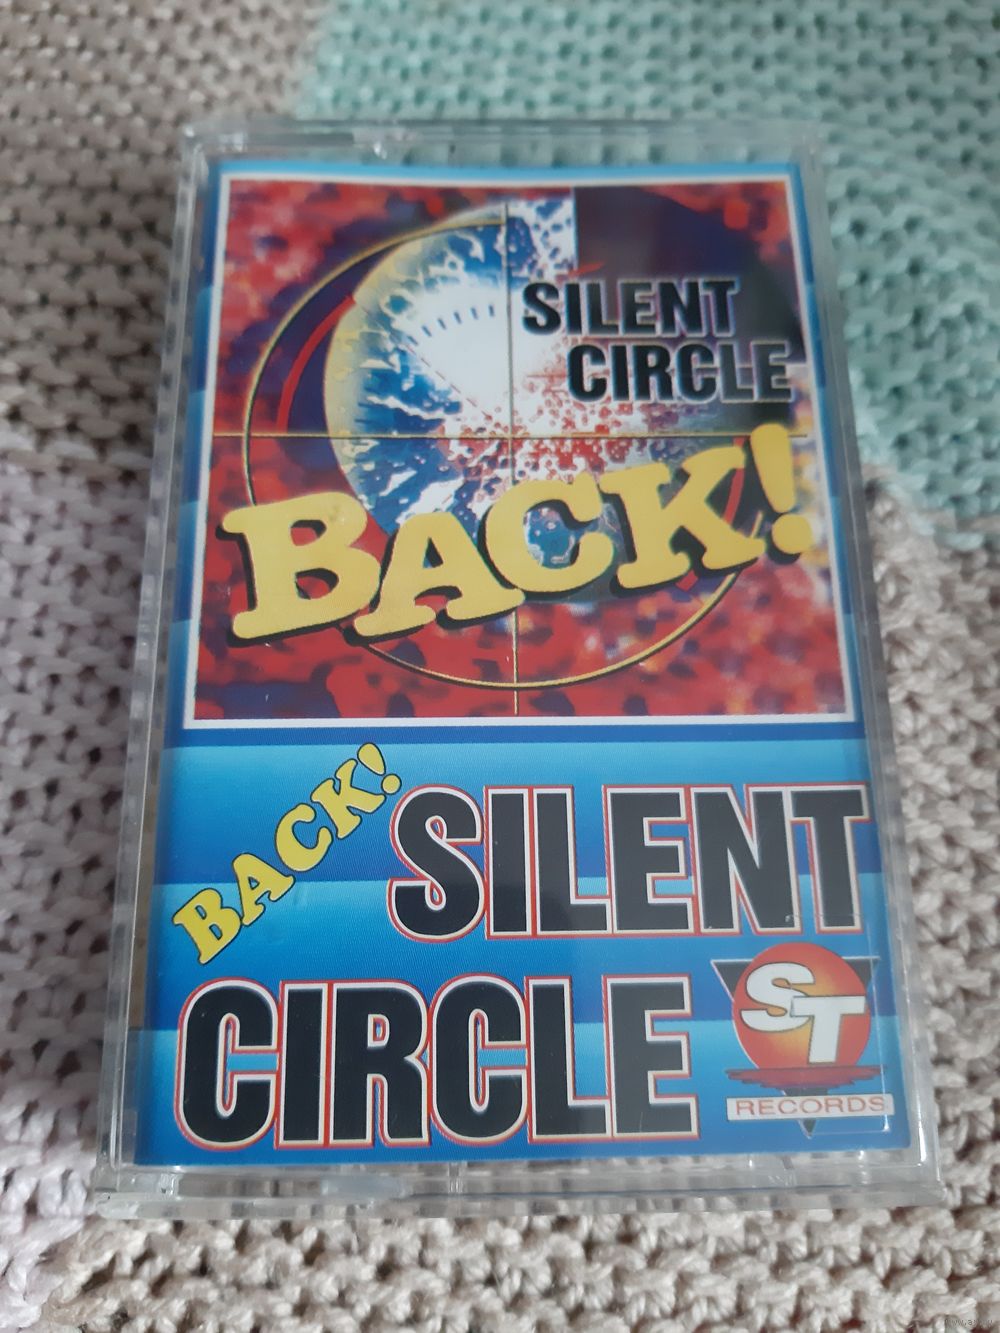 SILENT
CIRCLE
BACK!
BACK!
SILENT
CIRCLE
ST
RECORDS